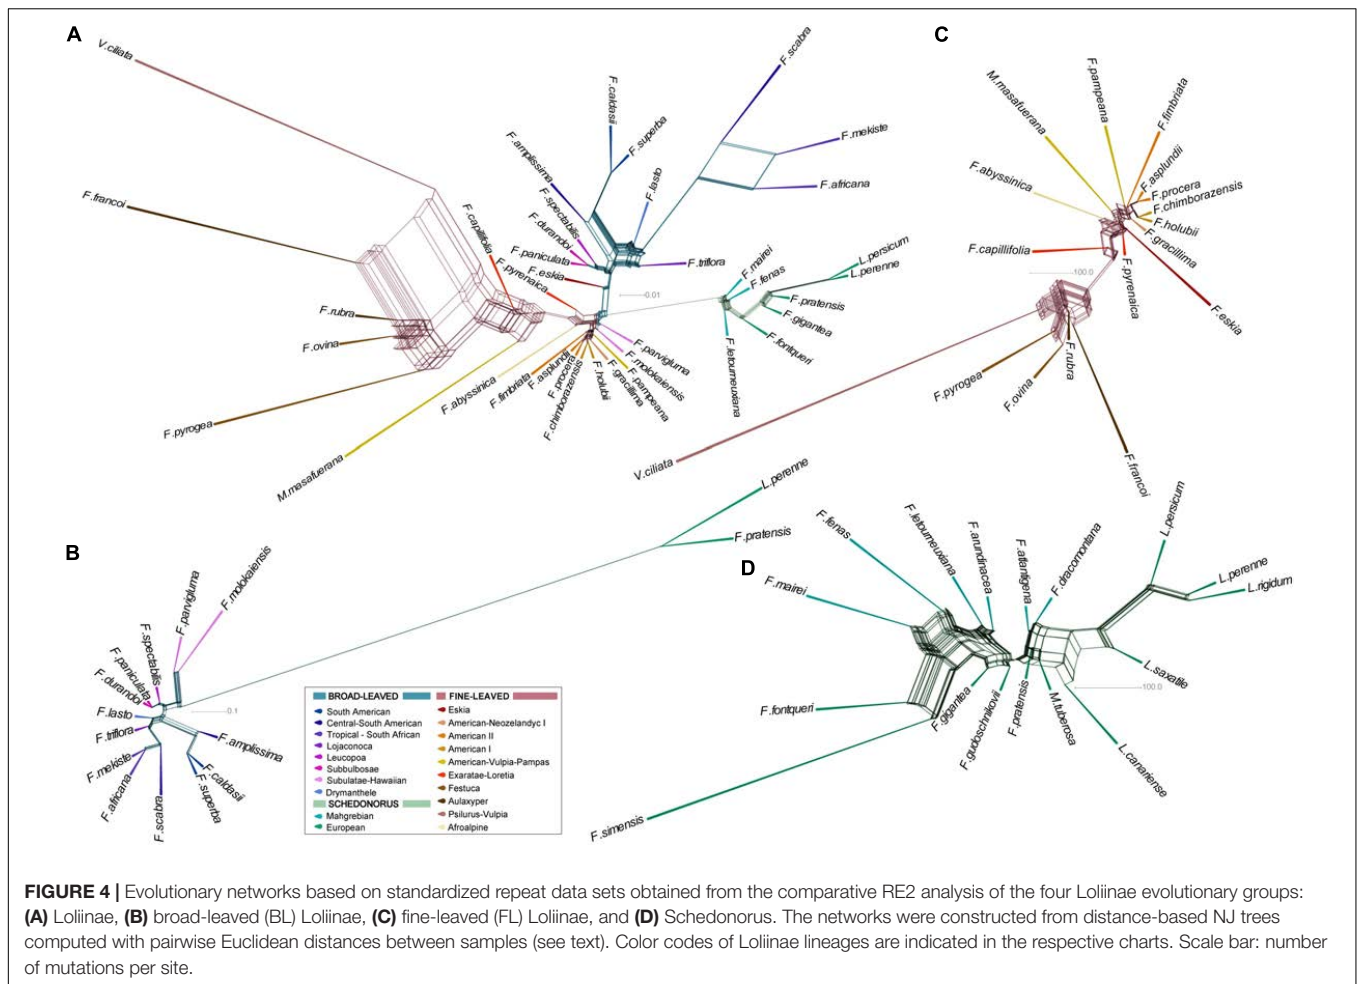 A
V.ciliata
F.francoi
F.rubra
F.ovina
F.pyrogea
M.masafuerana
F.capillifolia
F.pyrenaica
F.eskia
F.paniculata
F.durandoi
F.spectabilis
F.amplissima
F.caldasii
F.superba
F.lasto
F.scabra
F.mekiste
F.africana
F.triflora
0.01
F.mairei
F.fenas
L.persicum
L.perenne
F.pratensis
F.gigantea
F.fontqueri
F.letourneuxiana
F.parvigluma
F.molokaiensis
F.pampeana
F.gracillima
F.holubii
F.chimborazensis
F.procera
F.asplundii
F.fimbriata
F.abyssinica
C
M.masafuerana
F.pampeana
F.fimbriata
F.asplundii
F.procera
F.chimborazensis
F.holubii
F.gracillima
F.abyssinica
F.capillifolia
F.pyrenaica
F.eskia
100.0
F.pyrogea
F.ovina
F.rubra
F.francoi
V.ciliata
B
L.perenne
F.pratensis
F.molokaiensis
F.parvigluma
F.spectabilis
F.paniculata
F.durandoi
F.lasto
F.triflora
F.mekiste
F.africana
F.scabra
F.superba
F.caldasii
F.amplissima
0.1
BROAD-LEAVED
South American
Central-South American
Tropical - South African
Lojaconoca
Leucopoa
Subbulbosae
Subulatae-Hawaiian
Drymanthele
SCHEDONORUS
Mahgrebian
European
FINE-LEAVED
Eskia
American-Neozelandyc I
American II
American I
American-Vulpia-Pampas
Exaratae-Loretia
Festuca
Aulaxyper
Psilurus-Vulpia
Afroalpine
D
F.mairei
F.fenas
F.letourneuxiana
F.arundinacea
F.atlantigena
F.dracomontana
L.persicum
L.perenne
L.rigidum
L.saxatile
100.0
L.canariense
M.tuberosa
F.pratensis
F.gudoschnikovii
F.gigantea
F.fontqueri
F.simensis
FIGURE 4 | Evolutionary networks based on standardized repeat data sets obtained from the comparative RE2 analysis of the four Loliinae evolutionary groups:
(A) Loliinae, (B) broad-leaved (BL) Loliinae, (C) fine-leaved (FL) Loliinae, and (D) Schedonorus. The networks were constructed from distance-based NJ trees
computed with pairwise Euclidean distances between samples (see text). Color codes of Loliinae lineages are indicated in the respective charts. Scale bar: number
of mutations per site.